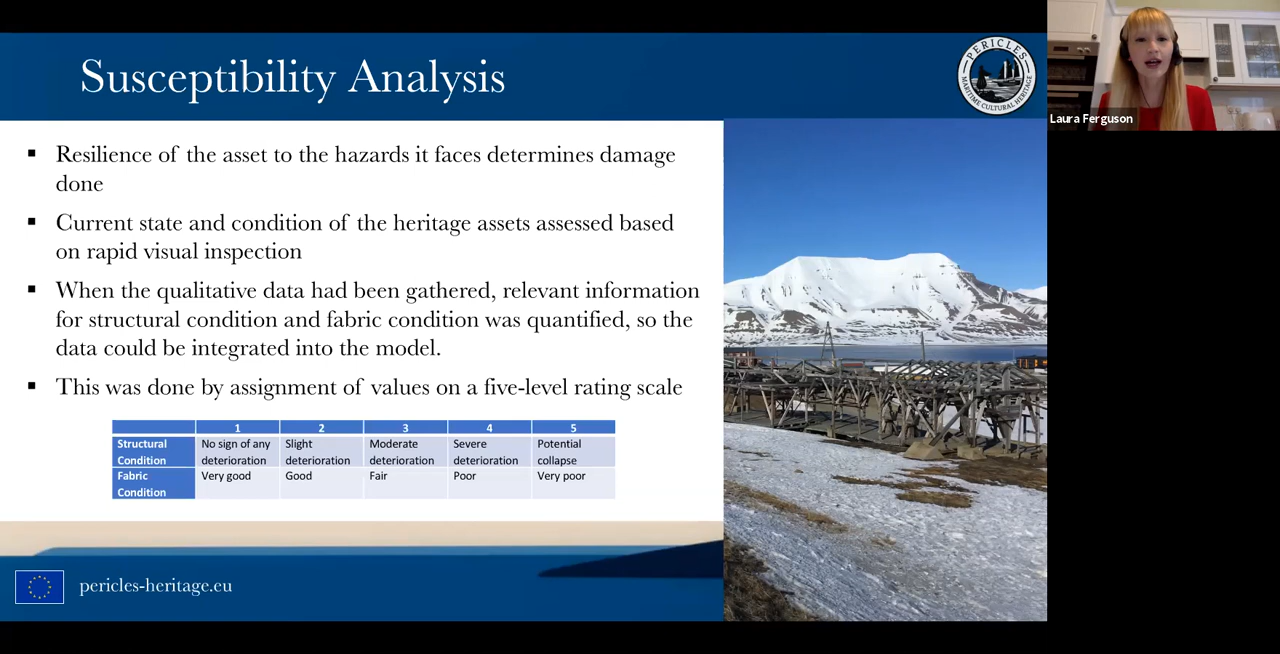 Susceptibility Analysis
PERICLES
MARITIME CULTURAL HERITAGE
Laura Ferguson
▪ Resilience of the asset to the hazards it faces determines damage
done
▪ Current state and condition of the heritage assets assessed based
on rapid visual inspection
▪ When the qualitative data had been gathered, relevant information
for structural condition and fabric condition was quantified, so the
data could be integrated into the model.
▪ This was done by assignment of values on a five-level rating scale
1 2 3 4 5
Structural No sign of any Slight Moderate Severe Potential
Condition deterioration deterioration deterioration deterioration collapse
Fabric Very good Good Fair Poor Very poor
Condition
pericles-heritage.eu